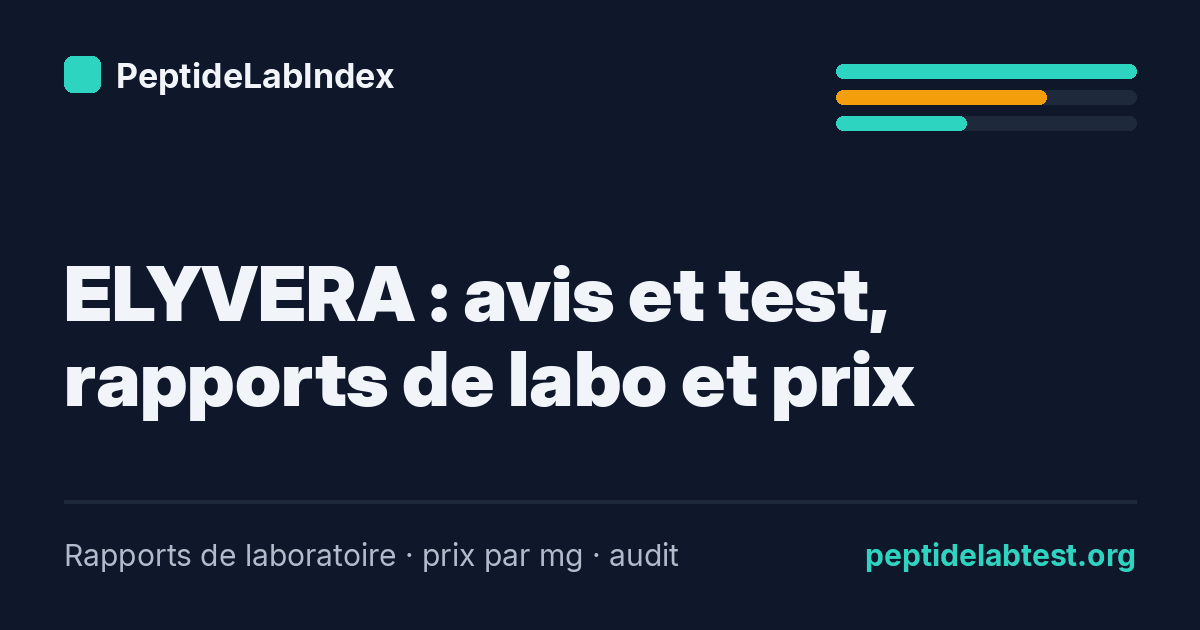 PeptideLabIndex
ELYVERA : avis et test,
rapports de labo et prix
Rapports de laboratoire · prix par mg · audit
peptidelabtest.org